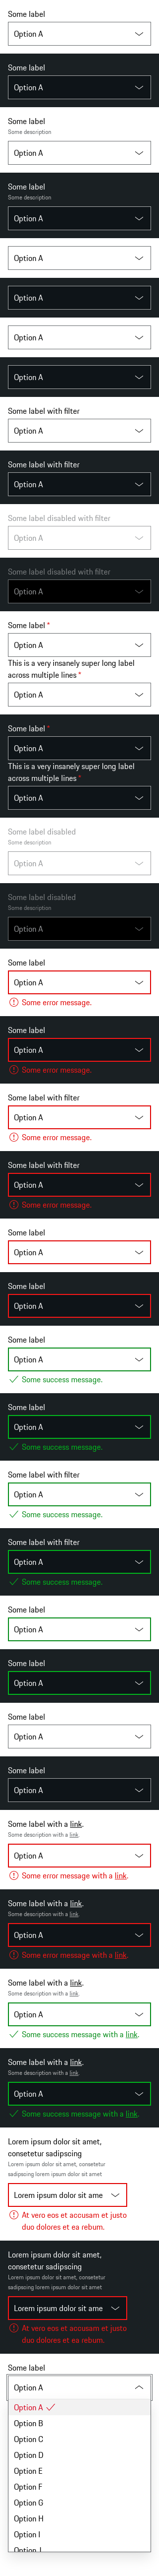 Some label
Option A
Some label
Option A
Some label
Some description
Option A
Some label
Some description
Option A
Option A
Option A
Option A
Option A
Some label with filter
Option A
Some label with filter
Option A
Some label disabled with filter
Option A
Some label disabled with filter
Option A
Some label *
Option A
This is a very insanely super long label
across multiple lines *
Option A
Some label *
Option A
This is a very insanely super long label
across multiple lines *
Option A
Some label disabled
Some description
Option A
Some label disabled
Some description
Option A
Some label
Option A
Some error message.
Some label
Option A
Some error message.
Some label with filter
Option A
Some error message.
Some label with filter
Option A
Some error message.
Some label
Option A
Some label
Option A
Some label
Option A
Some success message.
Some label
Option A
Some success message.
Some label with filter
Option A
Some success message.
Some label with filter
Option A
Some success message.
Some label
Option A
Some label
Option A
Some label
Option A
Some label
Option A
Some label with a link.
Some description with a link.
Option A
Some error message with a link.
Some label with a link.
Some description with a link.
Option A
Some error message with a link.
Some label with a link.
Some description with a link.
Option A
Some success message with a link.
Some label with a link.
Some description with a link.
Option A
Some success message with a link.
Lorem ipsum dolor sit amet,
consetetur sadipscing
Lorem ipsum dolor sit amet, consetetur
sadipscing lorem ipsum dolor sit amet
Lorem ipsum dolor sit ame
At vero eos et accusam et justo
duo dolores et ea rebum.
Lorem ipsum dolor sit amet,
consetetur sadipscing
Lorem ipsum dolor sit amet, consetetur
sadipscing lorem ipsum dolor sit amet
Lorem ipsum dolor sit ame
At vero eos et accusam et justo
duo dolores et ea rebum.
Some label
Option A
Option A
Option B
Option C
Option D
Option E
Option F
Option G
Option H
Option I
Option J